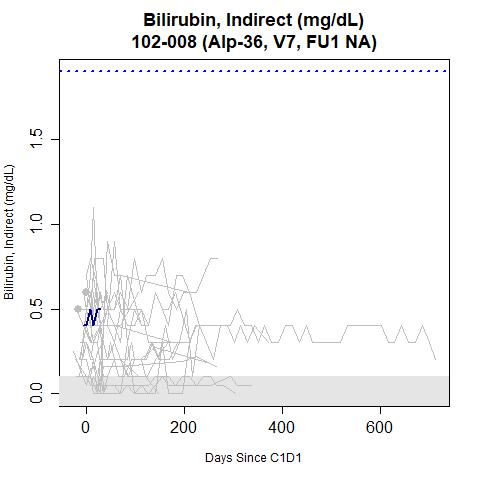 Bilirubin, Indirect (mg/dL)
102-008 (Alp-36, V7, FU1 NA)
Bilirubin, Indirect (mg/dL)
1.5
1.0
0.5
0.0
0 200 400 600
Days Since C1D1